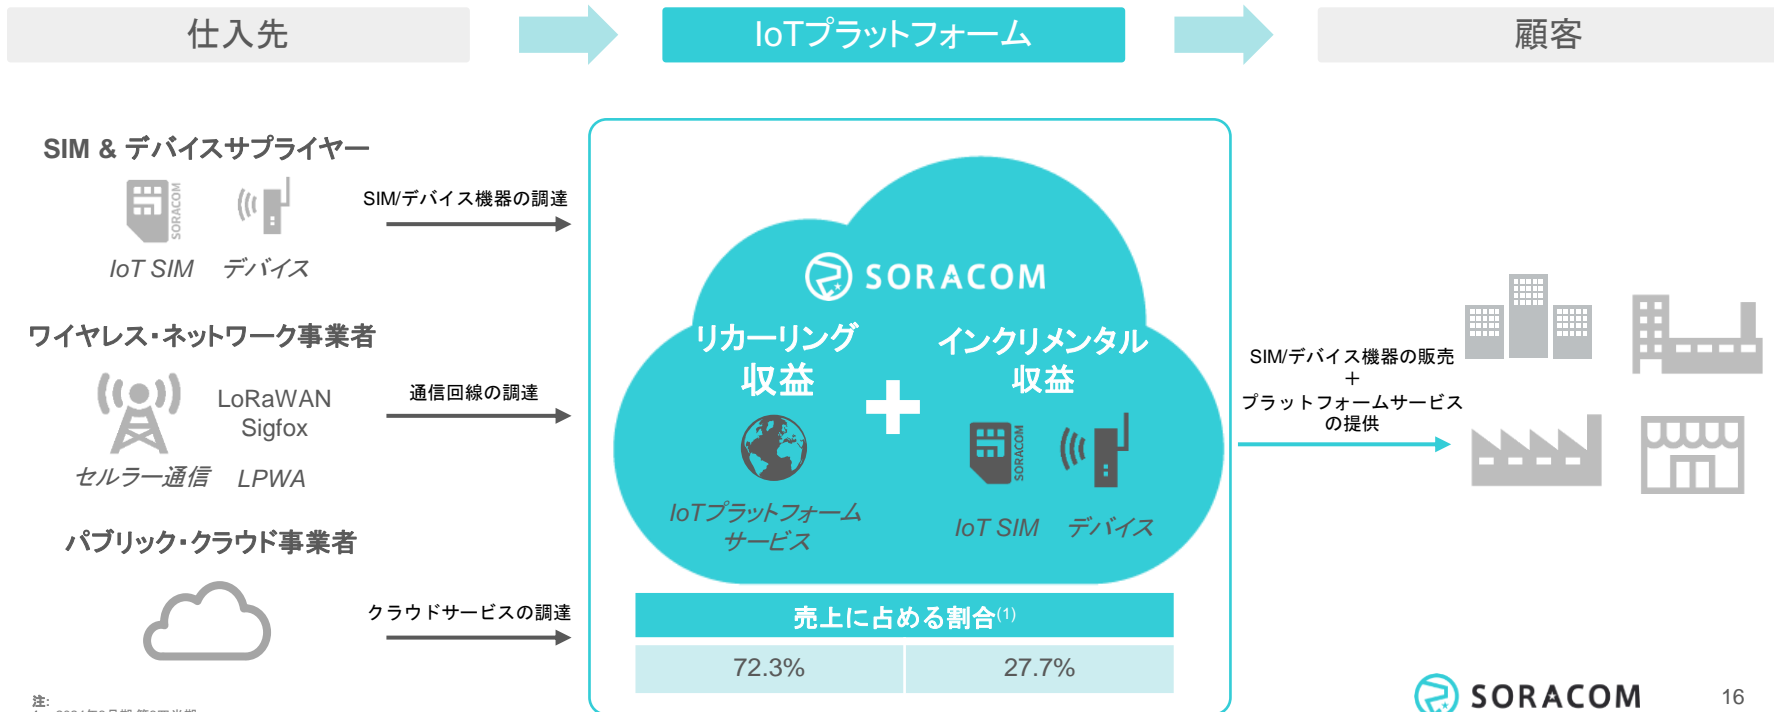 仕入先
IoTプラットフォーム
顧客
SIM & デバイスサプライヤー
SORACOM
IoT SIM
デバイス
SIM/デバイス機器の調達
ワイヤレス・ネットワーク事業者
LoRaWAN
Sigfox
セルラー通信
LPWA
通信回線の調達
パブリック・クラウド事業者
クラウドサービスの調達
SORACOM
リカーリング
収益
インクリメンタル
収益
SORACOM
IoTプラットフォーム
サービス
IoT SIM
デバイス
売上に占める割合(1)
72.3%
27.7%
SIM/デバイス機器の販売
＋
プラットフォームサービス
の提供
注:
SORACOM
16